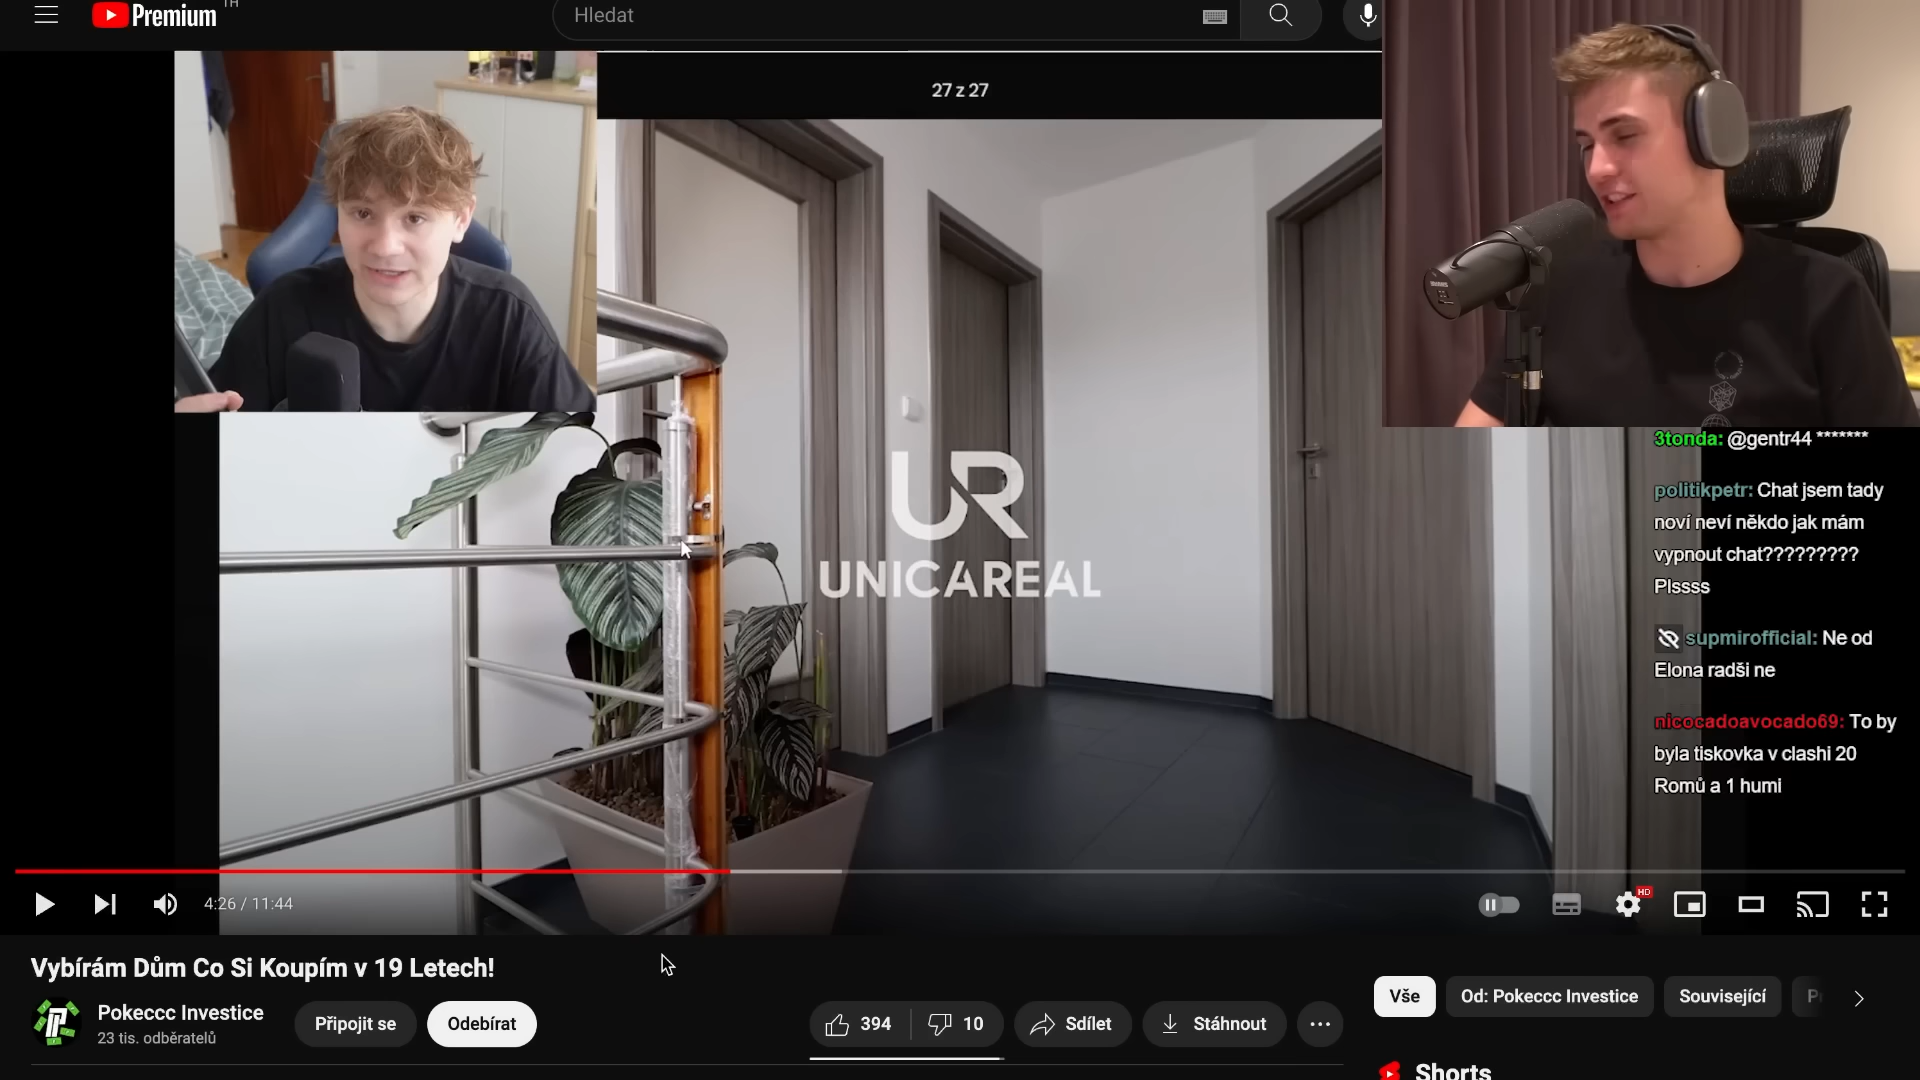 Premium
TH
Hledat
27 z 27
UR
UNICAREAL
3tonda: @gentr44 *******
politikpetr: Chat jsem tady
noví neví někdo jak mám
vypnout chat?????????
Plssss
supmirofficial: Ne od
Elona radši ne
nicocadoavocado69: To by
byla tiskovka v clashi 20
Romů a 1 humi
4:26 / 11:44
HD
Vybírám Dům Co Si Koupím v 19 Letech!
Pokeccc Investice
23 tis. odběratelů
Připojit se
Odebírat
394
10
Sdílet
Stáhnout
Vše
Od: Pokeccc Investice
Související
Shorts